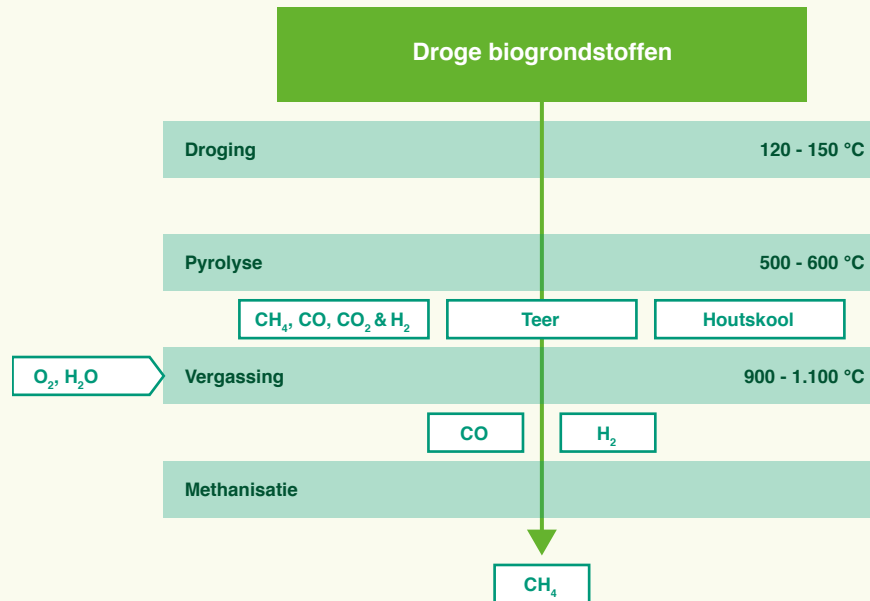 Droge biogrondstoffen
Droging 120 - 150 °C
Pyrolyse 500 - 600 °C
CH₄, CO, CO₂ & H₂ Teer Houtskool
O₂, H₂O Vergassing 900 - 1.100 °C
CO H₂
Methanisatie
CH₄